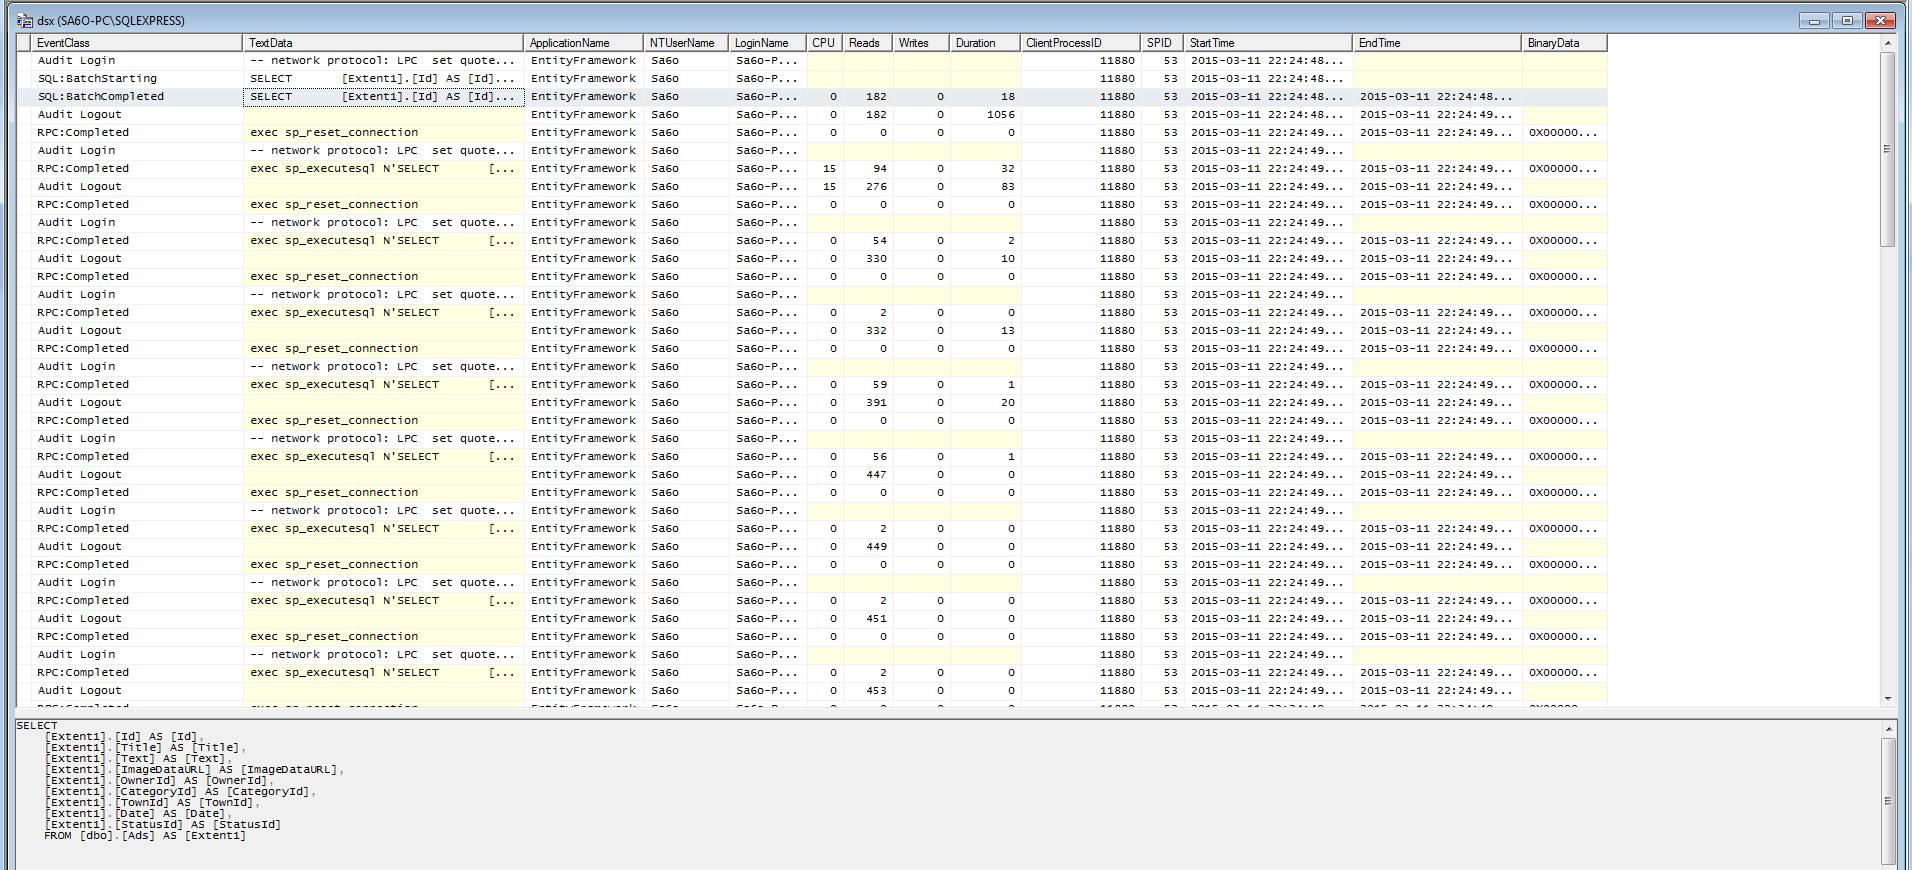 dsx (SA6O-PC\SQLEXPRESS)
EventClass TextData ApplicationName NTUserName LoginName CPU Reads Writes Duration ClientProcessID SPID StartTime EndTime BinaryData
Audit Login -- network protocol: LPC set quote... EntityFramework Sa6o Sa6o-P... 11880 53 2015-03-11 22:24:48...
SQL:BatchStarting SELECT [Extent1].[Id] AS [Id]... EntityFramework Sa6o Sa6o-P... 11880 53 2015-03-11 22:24:48...
SQL:BatchCompleted SELECT [Extent1].[Id] AS [Id]... EntityFramework Sa6o Sa6o-P... 0 182 0 18 11880 53 2015-03-11 22:24:48... 2015-03-11 22:24:48...
Audit Logout EntityFramework Sa6o Sa6o-P... 0 182 0 1056 11880 53 2015-03-11 22:24:48... 2015-03-11 22:24:49...
RPC:Completed exec sp_reset_connection EntityFramework Sa6o Sa6o-P... 0 0 0 0 11880 53 2015-03-11 22:24:49... 2015-03-11 22:24:49... 0X00000...
Audit Login -- network protocol: LPC set quote... EntityFramework Sa6o Sa6o-P... 11880 53 2015-03-11 22:24:49...
RPC:Completed exec sp_executesql N'SELECT [... EntityFramework Sa6o Sa6o-P... 15 94 0 32 11880 53 2015-03-11 22:24:49... 2015-03-11 22:24:49... 0X00000...
Audit Logout EntityFramework Sa6o Sa6o-P... 15 276 0 83 11880 53 2015-03-11 22:24:49... 2015-03-11 22:24:49...
RPC:Completed exec sp_reset_connection EntityFramework Sa6o Sa6o-P... 0 0 0 0 11880 53 2015-03-11 22:24:49... 2015-03-11 22:24:49... 0X00000...
Audit Login -- network protocol: LPC set quote... EntityFramework Sa6o Sa6o-P... 11880 53 2015-03-11 22:24:49...
RPC:Completed exec sp_executesql N'SELECT [... EntityFramework Sa6o Sa6o-P... 0 54 0 2 11880 53 2015-03-11 22:24:49... 2015-03-11 22:24:49... 0X00000...
Audit Logout EntityFramework Sa6o Sa6o-P... 0 330 0 10 11880 53 2015-03-11 22:24:49... 2015-03-11 22:24:49...
RPC:Completed exec sp_reset_connection EntityFramework Sa6o Sa6o-P... 0 0 0 0 11880 53 2015-03-11 22:24:49... 2015-03-11 22:24:49... 0X00000...
Audit Login -- network protocol: LPC set quote... EntityFramework Sa6o Sa6o-P... 11880 53 2015-03-11 22:24:49...
RPC:Completed exec sp_executesql N'SELECT [... EntityFramework Sa6o Sa6o-P... 0 2 0 0 11880 53 2015-03-11 22:24:49... 2015-03-11 22:24:49... 0X00000...
Audit Logout EntityFramework Sa6o Sa6o-P... 0 332 0 13 11880 53 2015-03-11 22:24:49... 2015-03-11 22:24:49...
RPC:Completed exec sp_reset_connection EntityFramework Sa6o Sa6o-P... 0 0 0 0 11880 53 2015-03-11 22:24:49... 2015-03-11 22:24:49... 0X00000...
Audit Login -- network protocol: LPC set quote... EntityFramework Sa6o Sa6o-P... 11880 53 2015-03-11 22:24:49...
RPC:Completed exec sp_executesql N'SELECT [... EntityFramework Sa6o Sa6o-P... 0 59 0 1 11880 53 2015-03-11 22:24:49... 2015-03-11 22:24:49... 0X00000...
Audit Logout EntityFramework Sa6o Sa6o-P... 0 391 0 20 11880 53 2015-03-11 22:24:49... 2015-03-11 22:24:49...
RPC:Completed exec sp_reset_connection EntityFramework Sa6o Sa6o-P... 0 0 0 0 11880 53 2015-03-11 22:24:49... 2015-03-11 22:24:49... 0X00000...
Audit Login -- network protocol: LPC set quote... EntityFramework Sa6o Sa6o-P... 11880 53 2015-03-11 22:24:49...
RPC:Completed exec sp_executesql N'SELECT [... EntityFramework Sa6o Sa6o-P... 0 56 0 1 11880 53 2015-03-11 22:24:49... 2015-03-11 22:24:49... 0X00000...
Audit Logout EntityFramework Sa6o Sa6o-P... 0 447 0 0 11880 53 2015-03-11 22:24:49... 2015-03-11 22:24:49...
RPC:Completed exec sp_reset_connection EntityFramework Sa6o Sa6o-P... 0 0 0 0 11880 53 2015-03-11 22:24:49... 2015-03-11 22:24:49... 0X00000...
Audit Login -- network protocol: LPC set quote... EntityFramework Sa6o Sa6o-P... 11880 53 2015-03-11 22:24:49...
RPC:Completed exec sp_executesql N'SELECT [... EntityFramework Sa6o Sa6o-P... 0 2 0 0 11880 53 2015-03-11 22:24:49... 2015-03-11 22:24:49... 0X00000...
Audit Logout EntityFramework Sa6o Sa6o-P... 0 449 0 0 11880 53 2015-03-11 22:24:49... 2015-03-11 22:24:49...
RPC:Completed exec sp_reset_connection EntityFramework Sa6o Sa6o-P... 0 0 0 0 11880 53 2015-03-11 22:24:49... 2015-03-11 22:24:49... 0X00000...
Audit Login -- network protocol: LPC set quote... EntityFramework Sa6o Sa6o-P... 11880 53 2015-03-11 22:24:49...
RPC:Completed exec sp_executesql N'SELECT [... EntityFramework Sa6o Sa6o-P... 0 2 0 0 11880 53 2015-03-11 22:24:49... 2015-03-11 22:24:49... 0X00000...
Audit Logout EntityFramework Sa6o Sa6o-P... 0 451 0 0 11880 53 2015-03-11 22:24:49... 2015-03-11 22:24:49...
RPC:Completed exec sp_reset_connection EntityFramework Sa6o Sa6o-P... 0 0 0 0 11880 53 2015-03-11 22:24:49... 2015-03-11 22:24:49... 0X00000...
Audit Login -- network protocol: LPC set quote... EntityFramework Sa6o Sa6o-P... 11880 53 2015-03-11 22:24:49...
RPC:Completed exec sp_executesql N'SELECT [... EntityFramework Sa6o Sa6o-P... 0 2 0 0 11880 53 2015-03-11 22:24:49... 2015-03-11 22:24:49... 0X00000...
Audit Logout EntityFramework Sa6o Sa6o-P... 0 453 0 0 11880 53 2015-03-11 22:24:49... 2015-03-11 22:24:49...
SELECT
[Extent1].[Id] AS [Id],
[Extent1].[Title] AS [Title],
[Extent1].[Text] AS [Text],
[Extent1].[ImageDataURL] AS [ImageDataURL],
[Extent1].[OwnerId] AS [OwnerId],
[Extent1].[CategoryId] AS [CategoryId],
[Extent1].[TownId] AS [TownId],
[Extent1].[Date] AS [Date],
[Extent1].[StatusId] AS [StatusId]
FROM [dbo].[Ads] AS [Extent1]